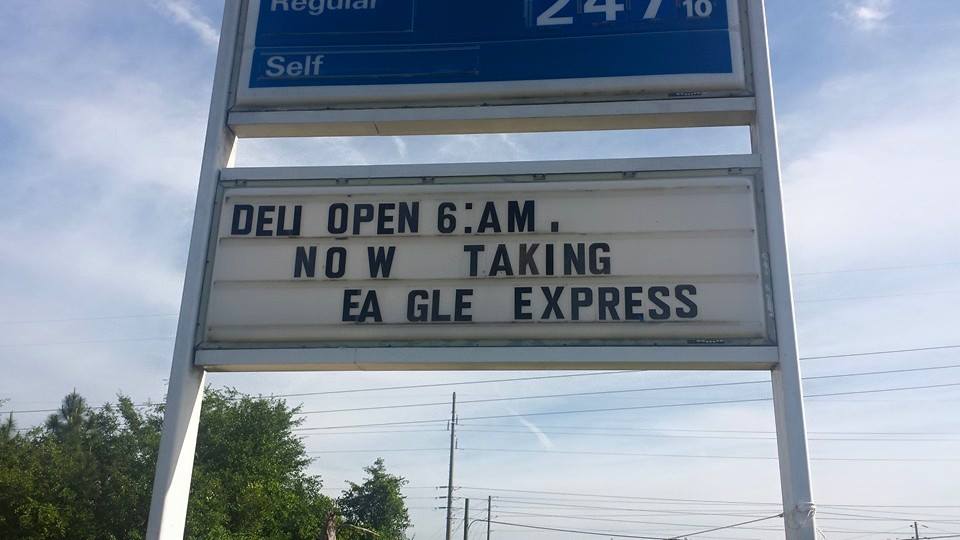 Regular 247 10
Self
DELI OPEN 6:AM.
NOW TAKING
EA GLE EXPRESS